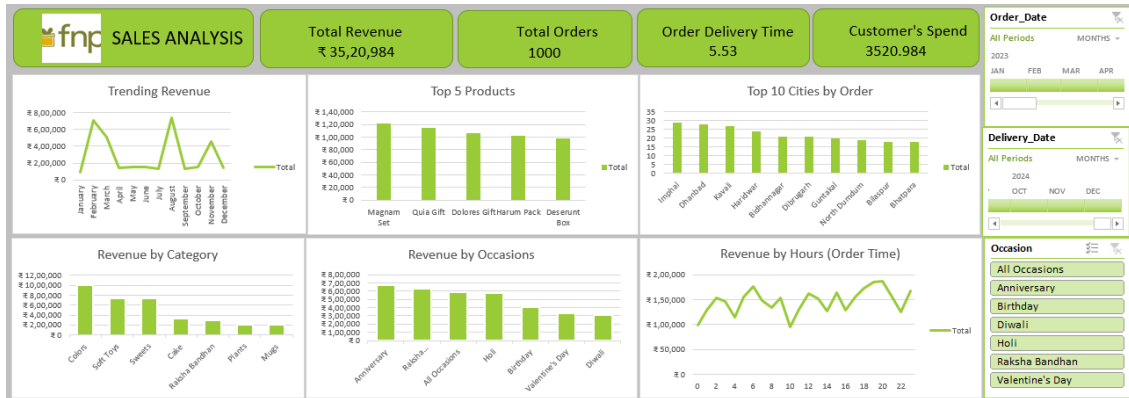 fnp SALES ANALYSIS
Total Revenue
₹ 35,20,984
Total Orders
1000
Order Delivery Time
5.53
Customer's Spend
3520.984
Order_Date
All Periods MONTHS
2023
JAN FEB MAR APR
Trending Revenue
₹ 8,00,000
₹ 6,00,000
₹ 4,00,000
₹ 2,00,000
₹ 0
January
February
March
April
May
June
July
August
September
October
November
December
Total
Top 5 Products
₹ 1,40,000
₹ 1,20,000
₹ 1,00,000
₹ 80,000
₹ 60,000
₹ 40,000
₹ 20,000
₹ 0
Magnam Set
Quia Gift
Dolores Gift
Harum Pack
Deserunt Box
Total
Top 10 Cities by Order
35
30
25
20
15
10
5
0
Imphal
Dhanbad
Kavali
Haridwar
Bidhannagar
Dibrugarh
Guntakal
North Dumdum
Bilaspur
Bhatpara
Total
Delivery_Date
All Periods MONTHS
2024
OCT NOV DEC
Revenue by Category
₹ 12,00,000
₹ 10,00,000
₹ 8,00,000
₹ 6,00,000
₹ 4,00,000
₹ 2,00,000
₹ 0
Colors
Soft Toys
Sweets
Cake
Raksha Bandhan
Plants
Mugs
Revenue by Occasions
₹ 8,00,000
₹ 7,00,000
₹ 6,00,000
₹ 5,00,000
₹ 4,00,000
₹ 3,00,000
₹ 2,00,000
₹ 1,00,000
₹ 0
Anniversary
Raksha...
All Occasions
Holi
Birthday
Valentine's Day
Diwali
Revenue by Hours (Order Time)
₹ 2,00,000
₹ 1,50,000
₹ 1,00,000
₹ 50,000
₹ 0
0 2 4 6 8 10 12 14 16 18 20 22
Total
Occasion
All Occasions
Anniversary
Birthday
Diwali
Holi
Raksha Bandhan
Valentine's Day